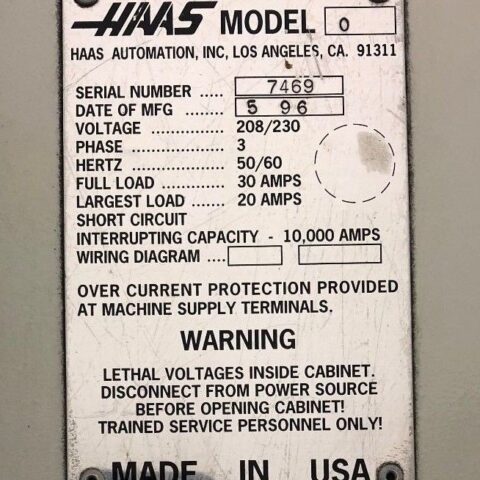 HAAS MODEL 0
HAAS AUTOMATION, INC, LOS ANGELES, CA. 91311
SERIAL NUMBER ..... 7469
DATE OF MFG ........ 5 96
VOLTAGE ............... 208/230
PHASE ................... 3
HERTZ ................... 50/60
FULL LOAD ............. 30 AMPS
LARGEST LOAD ....... 20 AMPS
SHORT CIRCUIT
INTERRUPTING CAPACITY - 10,000 AMPS
WIRING DIAGRAM ....
OVER CURRENT PROTECTION PROVIDED
AT MACHINE SUPPLY TERMINALS.
WARNING
LETHAL VOLTAGES INSIDE CABINET.
DISCONNECT FROM POWER SOURCE
BEFORE OPENING CABINET!
TRAINED SERVICE PERSONNEL ONLY!
MADE IN USA